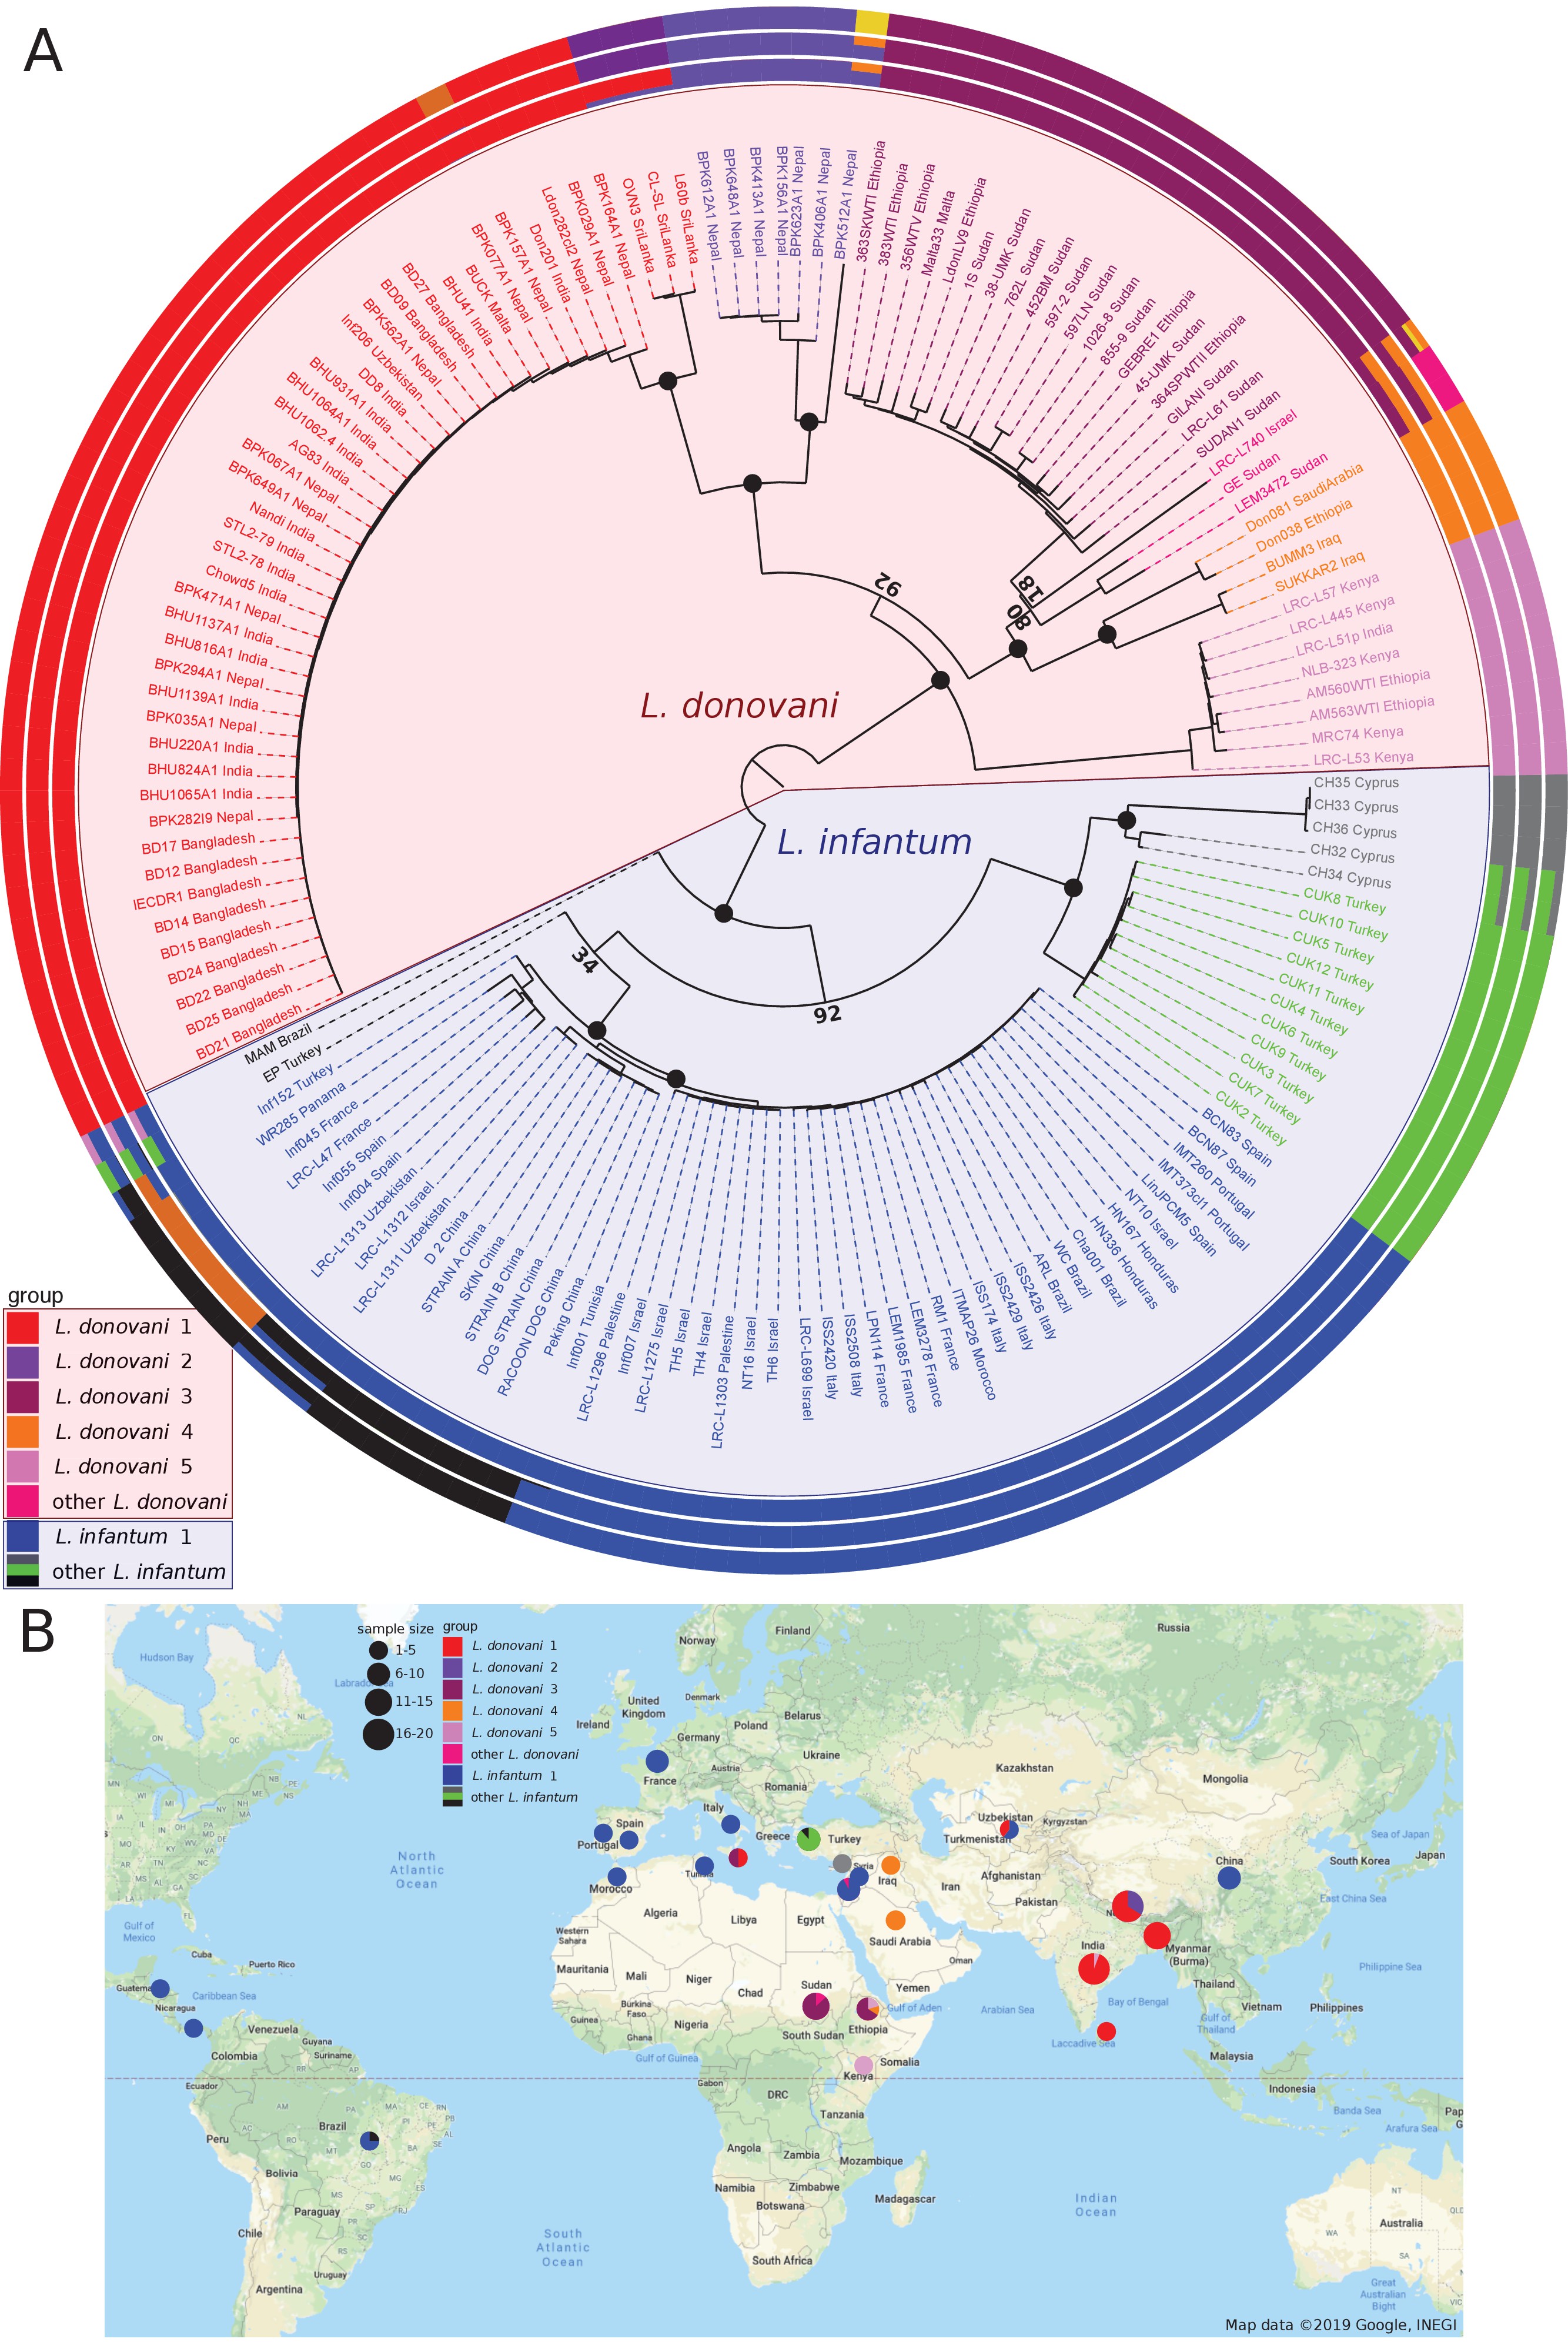 A
BPK612A1 Nepal
BPK648A1 Nepal
BPK413A1 Nepal
BPK156A1 Nepal
BPK623A1 Nepal
BPK406A1 Nepal
BPK512A1 Nepal
363SKWTI Ethiopia
383WTI Ethiopia
356WTV Ethiopia
Malta33 Malta
LdonLV9 Ethiopia
1S Sudan
38-UMK Sudan
762L Sudan
452BM Sudan
597-2 Sudan
597LN Sudan
1026-8 Sudan
855-9 Sudan
GEBRE1 Ethiopia
45-UMK Sudan
364SPWTII Ethiopia
GILANI Sudan
LRC-L61 Sudan
SUDAN1 Sudan
LRC-L740 Israel
GE Sudan
LEM3472 Sudan
Don081 SaudiArabia
Don038 Ethiopia
BUMM3 Iraq
SUKKAR2 Iraq
LRC-L57 Kenya
LRC-L445 Kenya
LRC-L51p India
NLB-323 Kenya
AM560WTI Ethiopia
AM563WTI Ethiopia
MRC74 Kenya
LRC-L53 Kenya
CH35 Cyprus
CH33 Cyprus
CH36 Cyprus
CH32 Cyprus
CH34 Cyprus
CUK8 Turkey
CUK10 Turkey
CUK5 Turkey
CUK12 Turkey
CUK11 Turkey
CUK4 Turkey
CUK6 Turkey
CUK9 Turkey
CUK3 Turkey
CUK7 Turkey
CUK2 Turkey
BCN83 Spain
BCN87 Spain
IMT260 Portugal
IMT373cl1 Portugal
LinJPCM5 Spain
NT10 Israel
HN167 Honduras
HN336 Honduras
Cha001 Brazil
WC Brazil
ARL Brazil
ISS2426 Italy
ISS2429 Italy
ISS174 Italy
ITMAP26 Morocco
RM1 France
LEM3278 France
LEM1985 France
LPN114 France
ISS2508 Italy
ISS2420 Italy
LRC-L699 Israel
TH6 Israel
NT16 Israel
LRC-L1303 Palestine
TH4 Israel
TH5 Israel
LRC-L1275 Israel
Inf007 Israel
LRC-L1296 Palestine
Inf001 Tunisia
Peking China
RACOON DOG China
DOG STRAIN China
STRAIN B China
SKIN China
STRAIN A China
D 2 China
LRC-L1311 Uzbekistan
LRC-L1312 Israel
LRC-L1313 Uzbekistan
Inf004 Spain
Inf055 Spain
LRC-L47 France
Inf045 France
WR285 Panama
Inf152 Turkey
EP Turkey
MAM Brazil
BD21 Bangladesh
BD25 Bangladesh
BD22 Bangladesh
BD24 Bangladesh
BD15 Bangladesh
BD14 Bangladesh
IECDR1 Bangladesh
BD12 Bangladesh
BD17 Bangladesh
BPK282I9 Nepal
BHU1065A1 India
BHU824A1 India
BHU220A1 India
BPK035A1 Nepal
BHU1139A1 India
BPK294A1 Nepal
BHU816A1 India
BHU1137A1 India
BPK471A1 Nepal
Chowd5 India
STL2-78 India
STL2-79 India
Nandi India
BPK649A1 Nepal
BPK067A1 Nepal
AG83 India
BHU1062.4 India
BHU1064A1 India
BHU931A1 India
DD8 India
Inf206 Uzbekistan
BPK562A1 Nepal
BD09 Bangladesh
BD27 Bangladesh
BHU41 India
BUCK Malta
BPK077A1 Nepal
BPK157A1 Nepal
Don201 India
Ldon282cl2 Nepal
BPK029A1 Nepal
BPK164A1 Nepal
OVN3 SriLanka
CL-SL SriLanka
L60b SriLanka
92
81
80
L. donovani
L. infantum
34
92
group
L. donovani 1
L. donovani 2
L. donovani 3
L. donovani 4
L. donovani 5
other L. donovani
L. infantum 1
other L. infantum
B
sample size
1-5
6-10
11-15
16-20
group
L. donovani 1
L. donovani 2
L. donovani 3
L. donovani 4
L. donovani 5
other L. donovani
L. infantum 1
other L. infantum
Hudson Bay
Norway
Finland
Russia
Denmark
United
Kingdom
Ireland
Belarus
Poland
Germany
Ukraine
Austria
France
Romania
Kazakhstan
Mongolia
Italy
Spain
Portugal
Greece
Turkey
Uzbekistan
Kyrgyzstan
Turkmenistan
Sea of Japan
Japan
South Korea
China
North
Atlantic
Ocean
Syria
Iraq
Iran
Afghanistan
Pakistan
East China Sea
Morocco
Algeria
Libya
Egypt
Gulf of
Mexico
Western
Sahara
Saudi Arabia
Oman
India
Myanmar
(Burma)
Cuba
Puerto Rico
Mauritania
Mali
Niger
Chad
Sudan
Yemen
Thailand
Philippine Sea
Guatema
Caribbean Sea
Nicaragua
Burkina
Faso
Guinea
Nigeria
Ghana
Gulf of Aden
Arabian Sea
Bay of Bengal
Vietnam
Philippines
Gulf of
Thailand
Venezuela
Guyana
Suriname
Colombia
South Sudan
Ethiopia
Laccadive Sea
Malaysia
Gulf of Guinea
Somalia
Kenya
Ecuador
Gabon
DRC
Indonesia
Tanzania
Banda Sea
Arafura Sea
Pap
Brazil
Peru
Angola
Zambia
Mozambique
Bolivia
Namibia
Zimbabwe
Botswana
Madagascar
Indian
Ocean
Paraguay
Chile
South
Atlantic
Ocean
Australia
South Africa
Uruguay
Argentina
Great
Australian
Bight
Map data ©2019 Google, INEGI